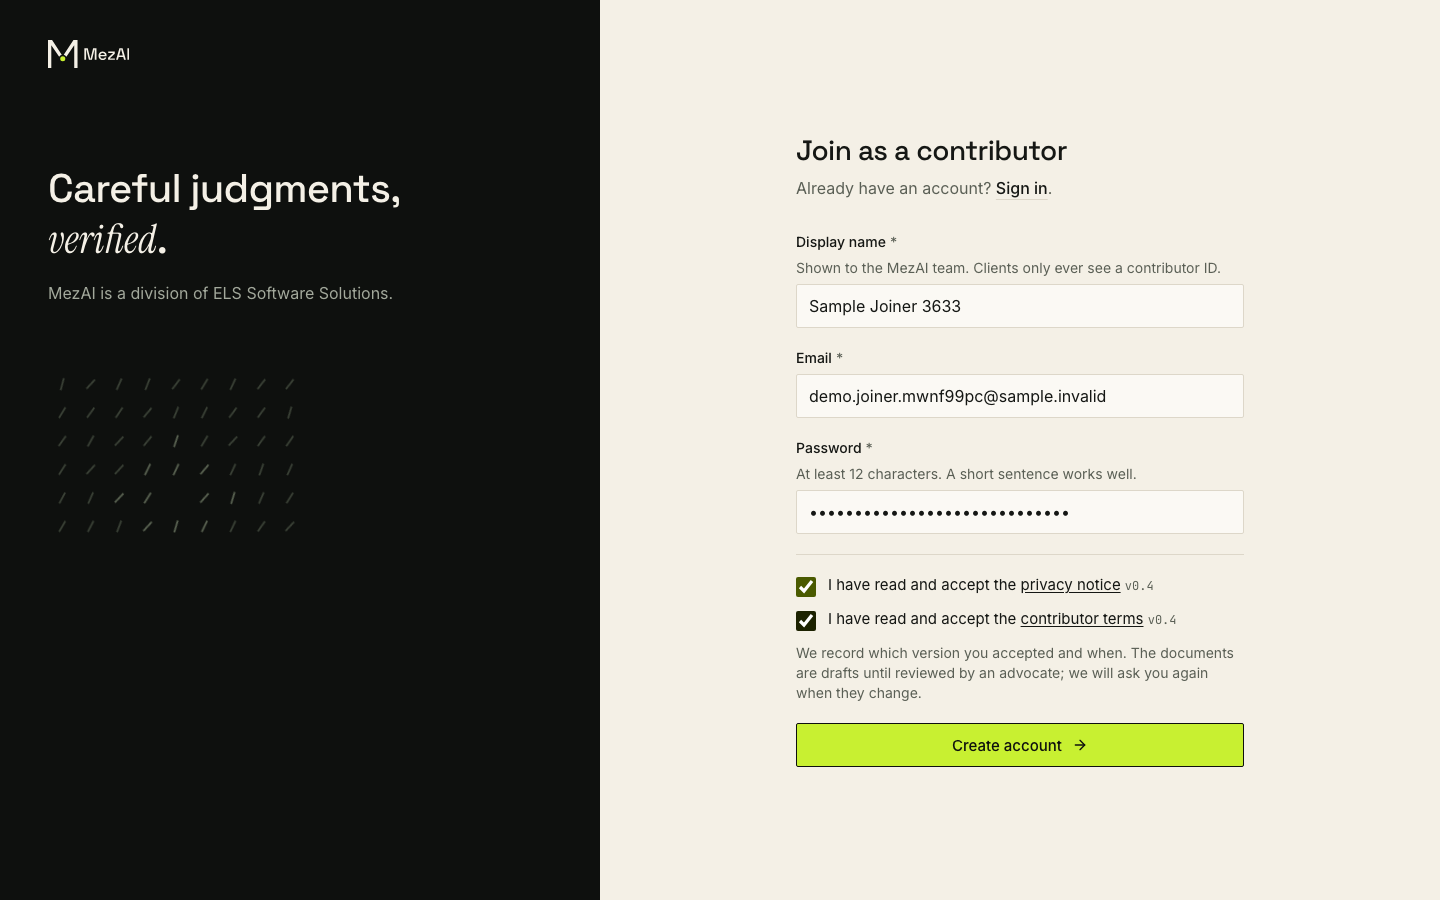 MezAI
Careful judgments,
verified.
MezAI is a division of ELS Software Solutions.
Join as a contributor
Already have an account? Sign in.
Display name *
Shown to the MezAI team. Clients only ever see a contributor ID.
Sample Joiner 3633
Email *
demo.joiner.mwnf99pc@sample.invalid
Password *
At least 12 characters. A short sentence works well.
•••••••••••••••••••••••••••••
I have read and accept the privacy notice v0.4
I have read and accept the contributor terms v0.4
We record which version you accepted and when. The documents
are drafts until reviewed by an advocate; we will ask you again
when they change.
Create account →